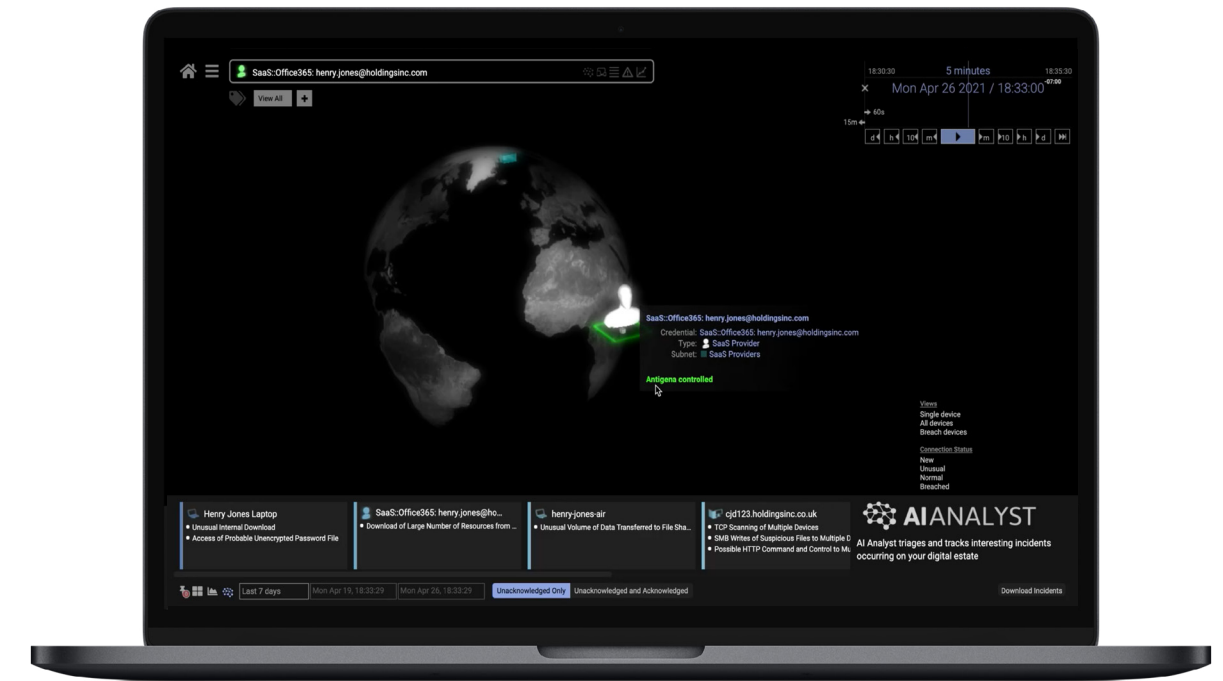 SaaS::Office365: henry.jones@holdingsinc.com
View All
+
18:30:30
5 minutes
18:35:30
Mon Apr 26 2021 / 18:33:00
-07:00
60s
15m
d h 10 m m 10 h d
SaaS::Office365: henry.jones@holdingsinc.com
Credential: SaaS::Office365: henry.jones@holdingsinc.com
Type: SaaS Provider
Subnet: SaaS Providers
Antigena controlled
Views
Single device
All devices
Breach devices
Connection Status
New
Unusual
Normal
Breached
Henry Jones Laptop
• Unusual Internal Download
• Access of Probable Unencrypted Password File
SaaS::Office365: henry.jones@ho...
• Download of Large Number of Resources from ...
henry-jones-air
• Unusual Volume of Data Transferred to File Sha...
cjd123.holdingsinc.co.uk
• TCP Scanning of Multiple Devices
• SMB Writes of Suspicious Files to Multiple D
• Possible HTTP Command and Control to Mu
AIANALYST
AI Analyst triages and tracks interesting incidents
occurring on your digital estate
Last 7 days
Mon Apr 19, 18:33:29
Mon Apr 26, 18:33:29
Unacknowledged Only
Unacknowledged and Acknowledged
Download Incidents